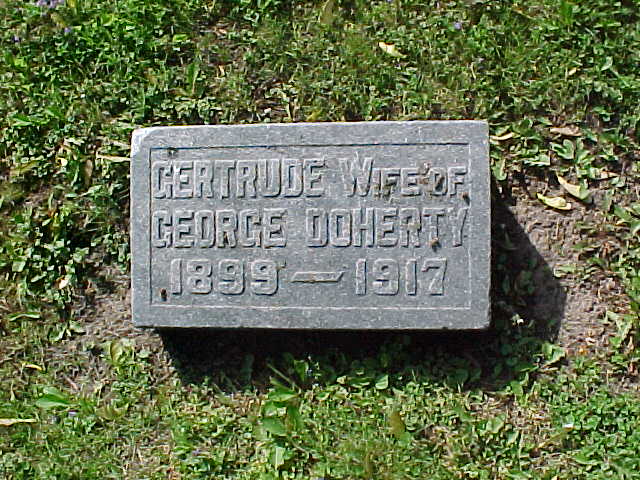 GERTRUDE WIFE OF
GEORGE DOHERTY
1899 — 1917